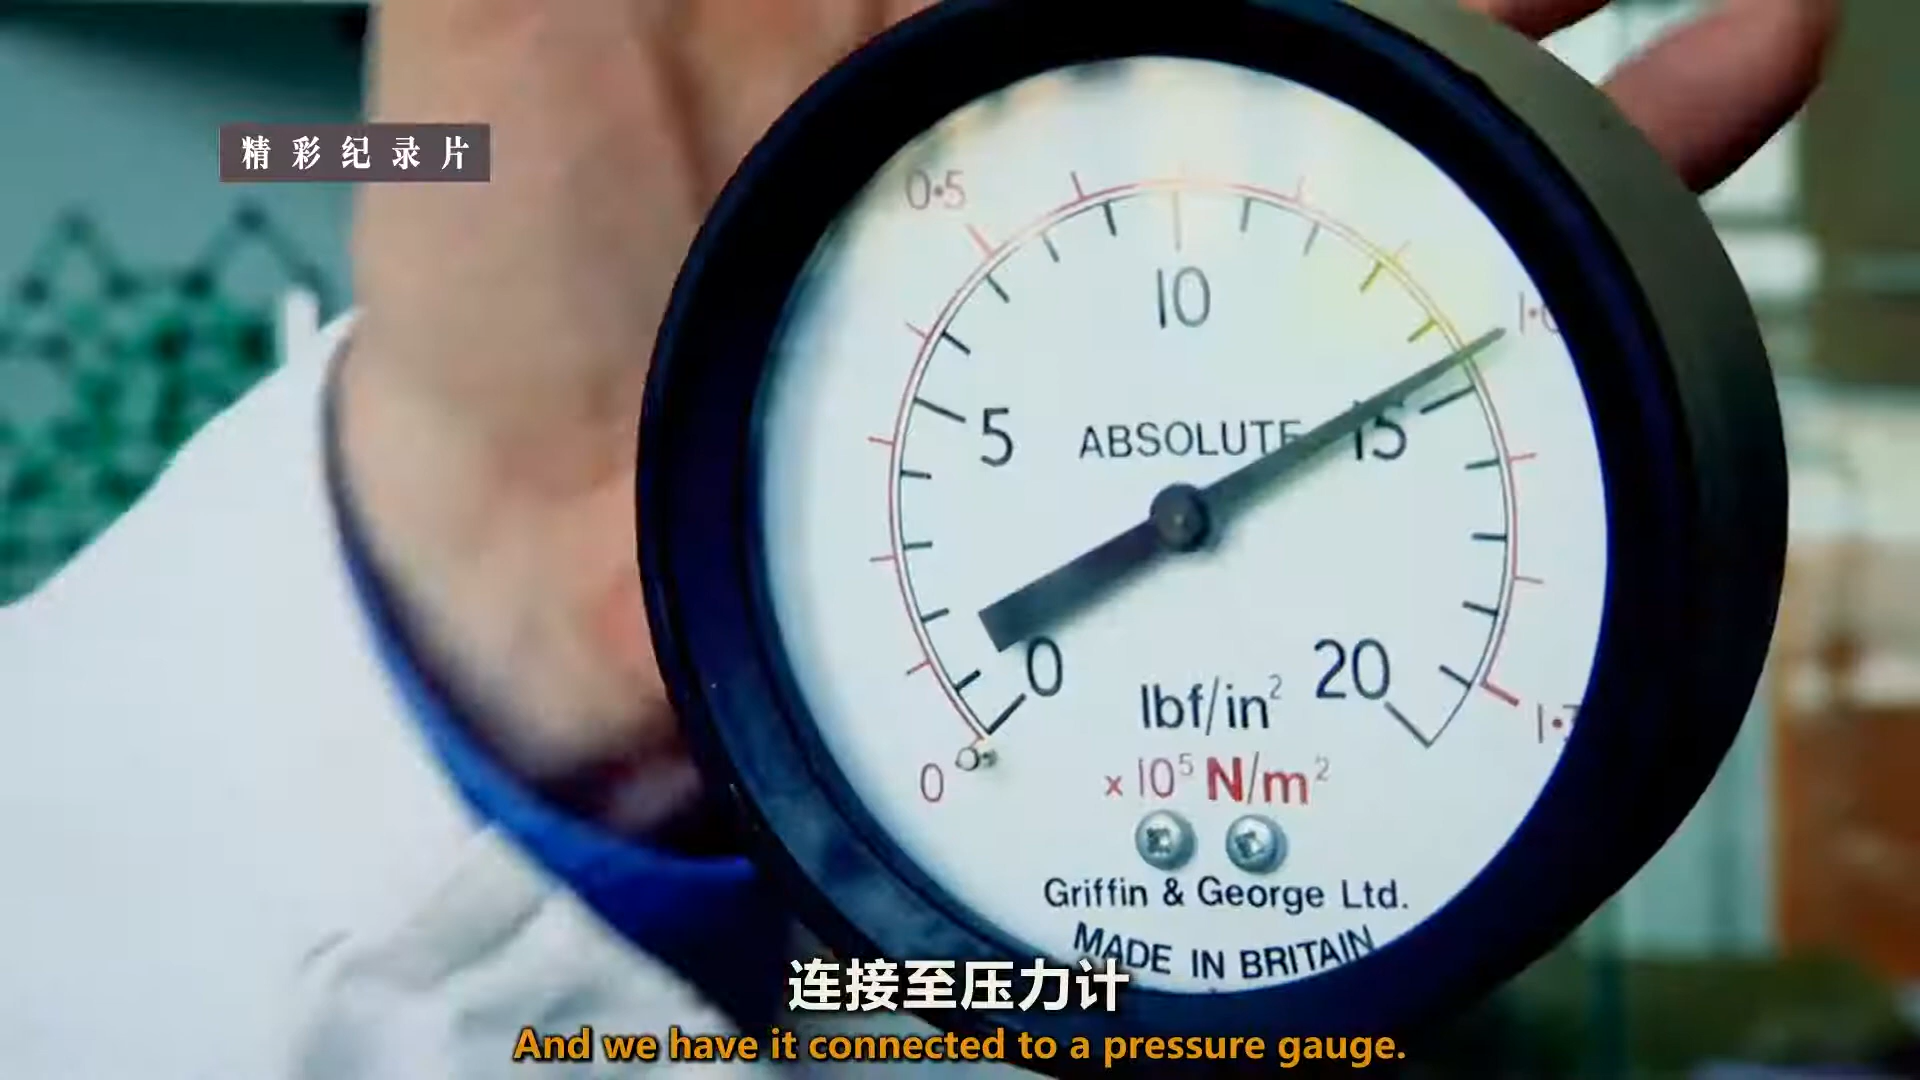 精彩纪录片
0·5
10
5
ABSOLUTE
15
0
20
lbf/in²
0
x10⁵ N/m²
Griffin & George Ltd.
MADE IN BRITAIN
连接至压力计
And we have it connected to a pressure gauge.